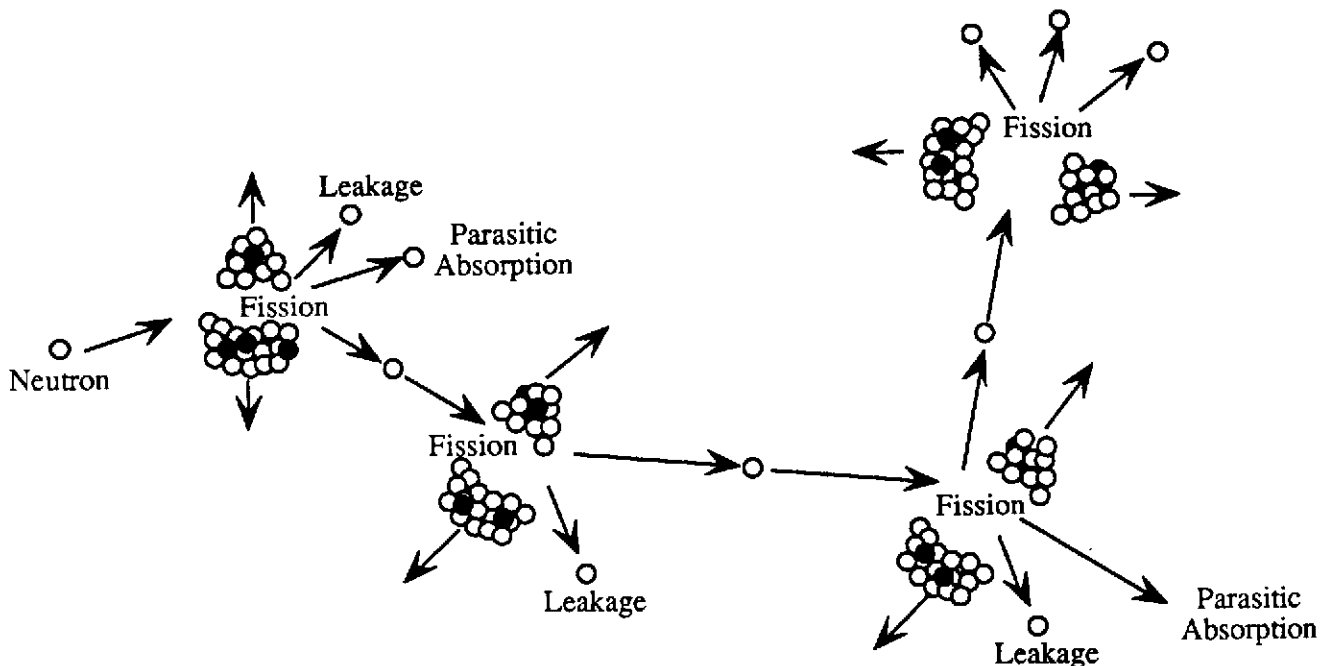 Fission
Leakage
Parasitic
Absorption
Fission
Neutron
Fission
Leakage
Fission
Leakage
Parasitic
Absorption